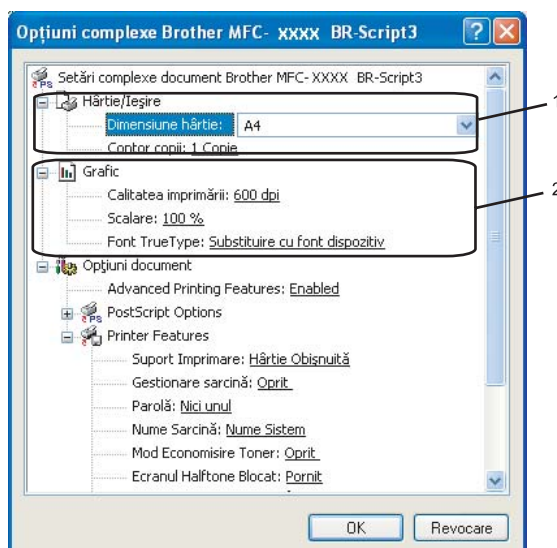 Opțiuni complexe Brother MFC- XXXX BR-Script3
Setări complexe document Brother MFC- XXXX BR-Script3
Hârtie/Ieşire
Dimensiune hârtie: A4
Contor copii: 1 Copie
1
Grafic
Calitatea imprimării: 600 dpi
2
Scalare: 100 %
Font TrueType: Substituire cu font dispozitiv
Opţiuni document
Advanced Printing Features: Enabled
PostScript Options
Printer Features
Suport Imprimare: Hârtie Obişnuită
Gestionare sarcină: Oprit
Parolă: Nici unul
Nume Sarcină: Nume Sistem
Mod Economisire Toner: Oprit
Ecranul Halftone Blocat: Pornit
OK Revocare